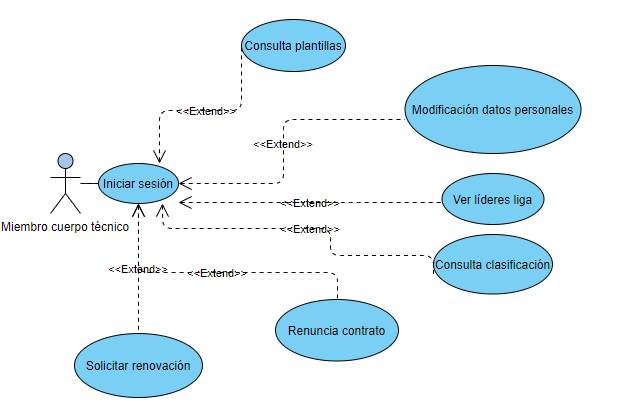 Consulta plantillas
<<Extend>>
Modificación datos personales
<<Extend>>
Iniciar sesión
Miembro cuerpo técnico
Ver líderes liga
<<Extend>>
<<Extend>>
Consulta clasificación
<<Extend>>
<<Extend>>
Renuncia contrato
Solicitar renovación